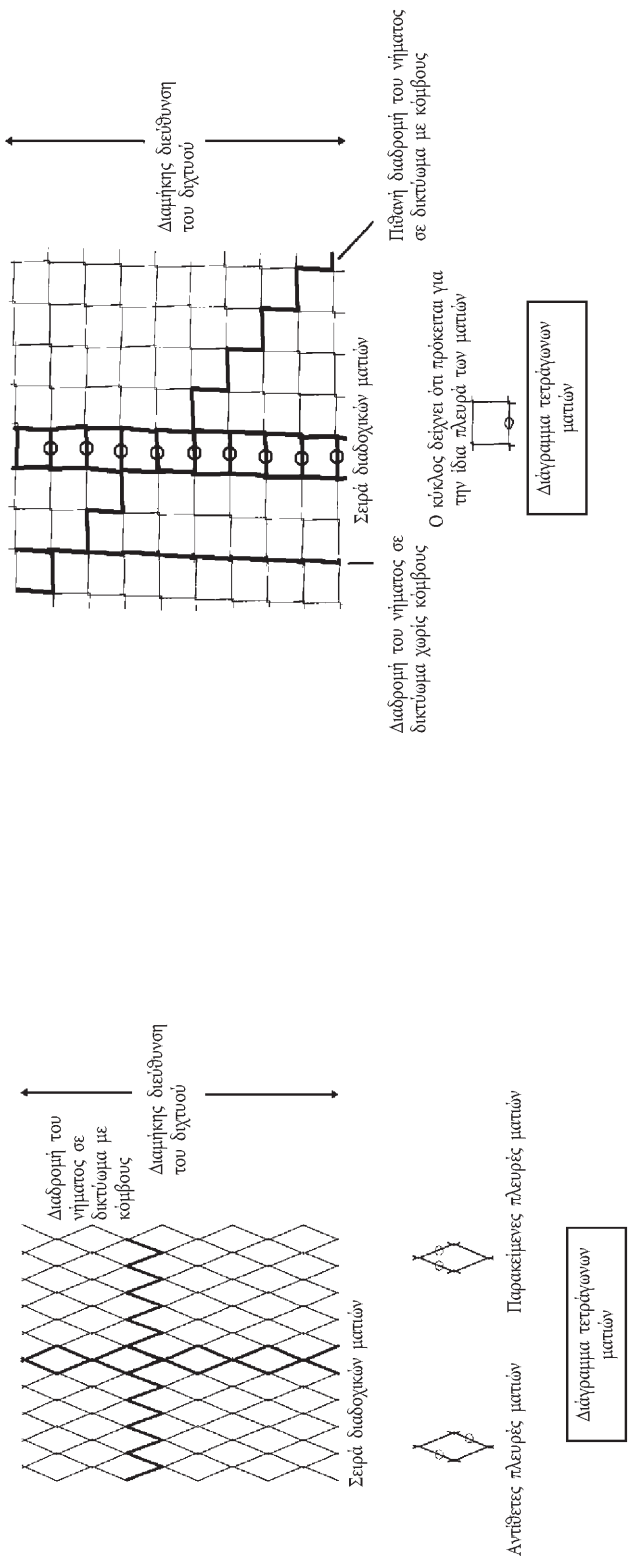 Διαδρομή του
νήματος σε
δικτύωμα με
κόμβους
Διαμήκης διεύθυνση
του διχτυού
Σειρά διαδοχικών ματιών
Αντίθετες πλευρές ματιών
Παρακείμενες πλευρές ματιών
Διάγραμμα τετράγωνων
ματιών
Διαμήκης διεύθυνση
του διχτυού
Σειρά διαδοχικών ματιών
Διαδρομή του νήματος σε
δικτύωμα χωρίς κόμβους
Πιθανή διαδρομή του νήματος
σε δικτύωμα με κόμβους
Ο κύκλος δείχνει ότι πρόκειται για
την ίδια πλευρά των ματιών
Διάγραμμα τετράγωνων
ματιών